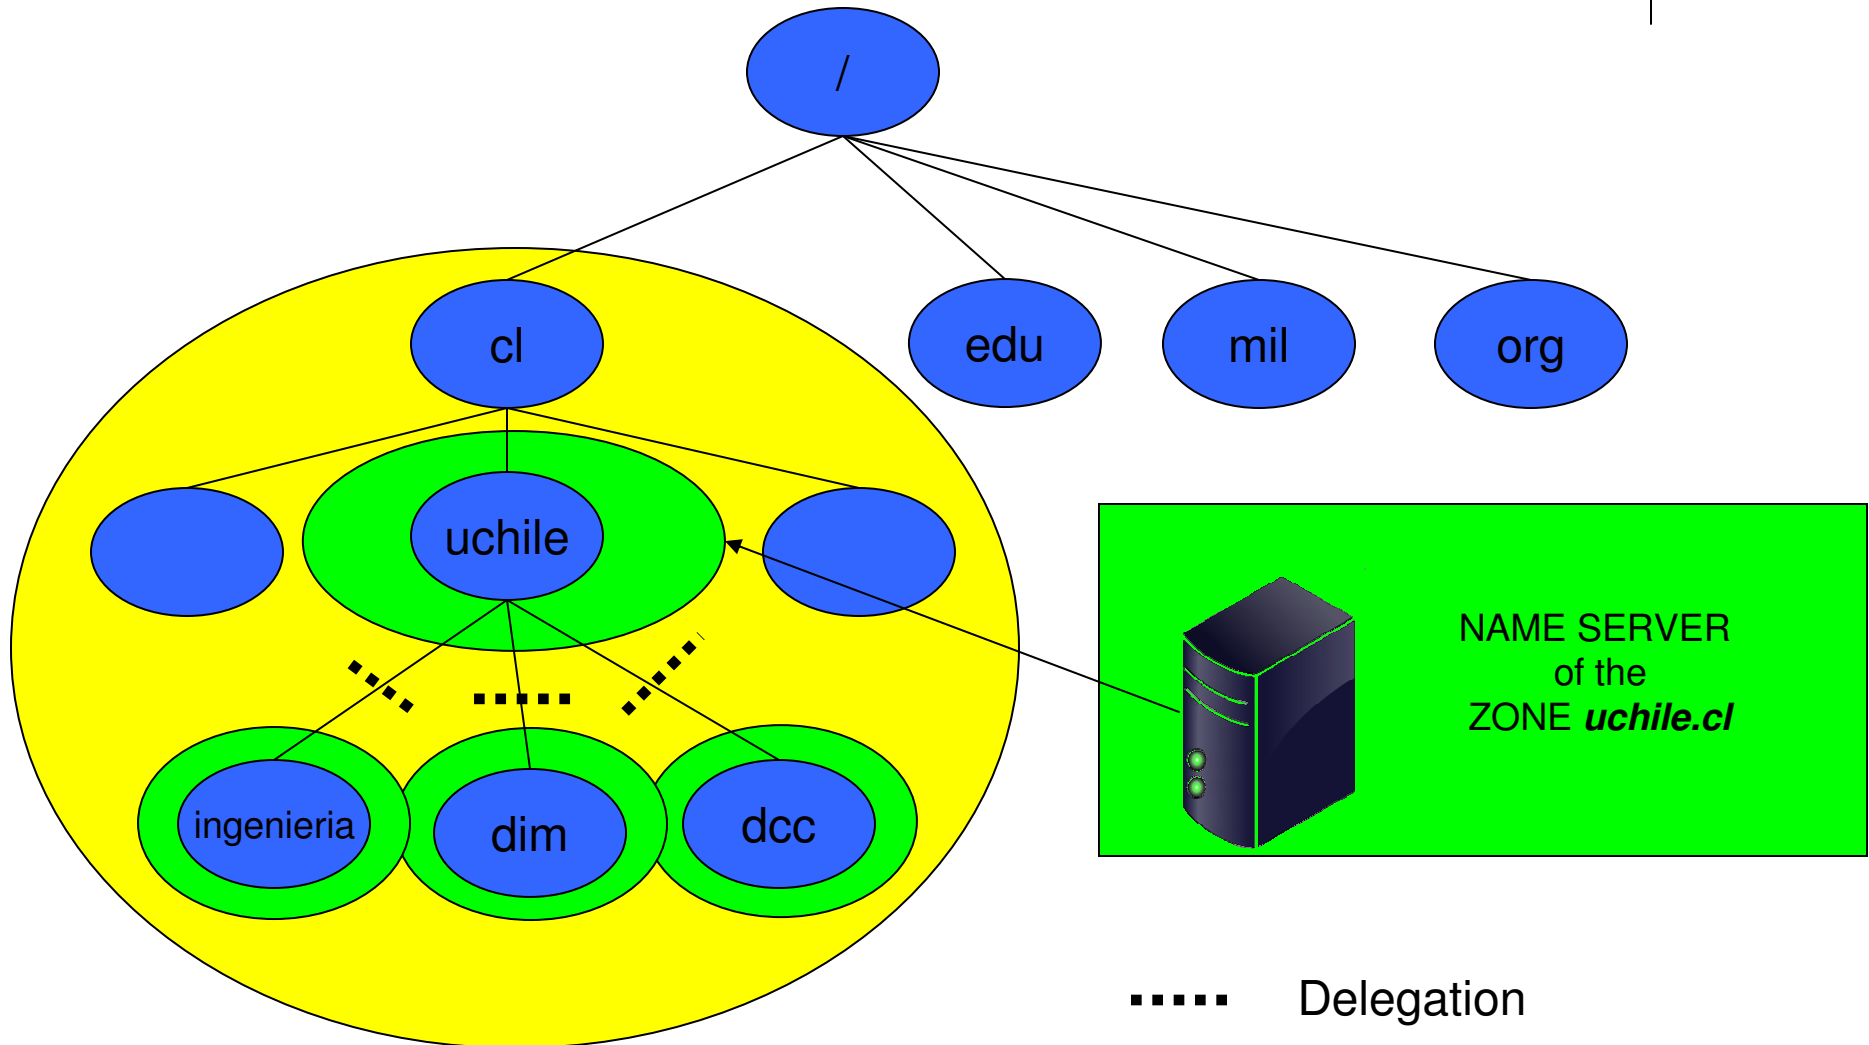 /
cl
edu
mil
org
uchile
NAME SERVER
of the
ZONE uchile.cl
ingenieria
dim
dcc
Delegation